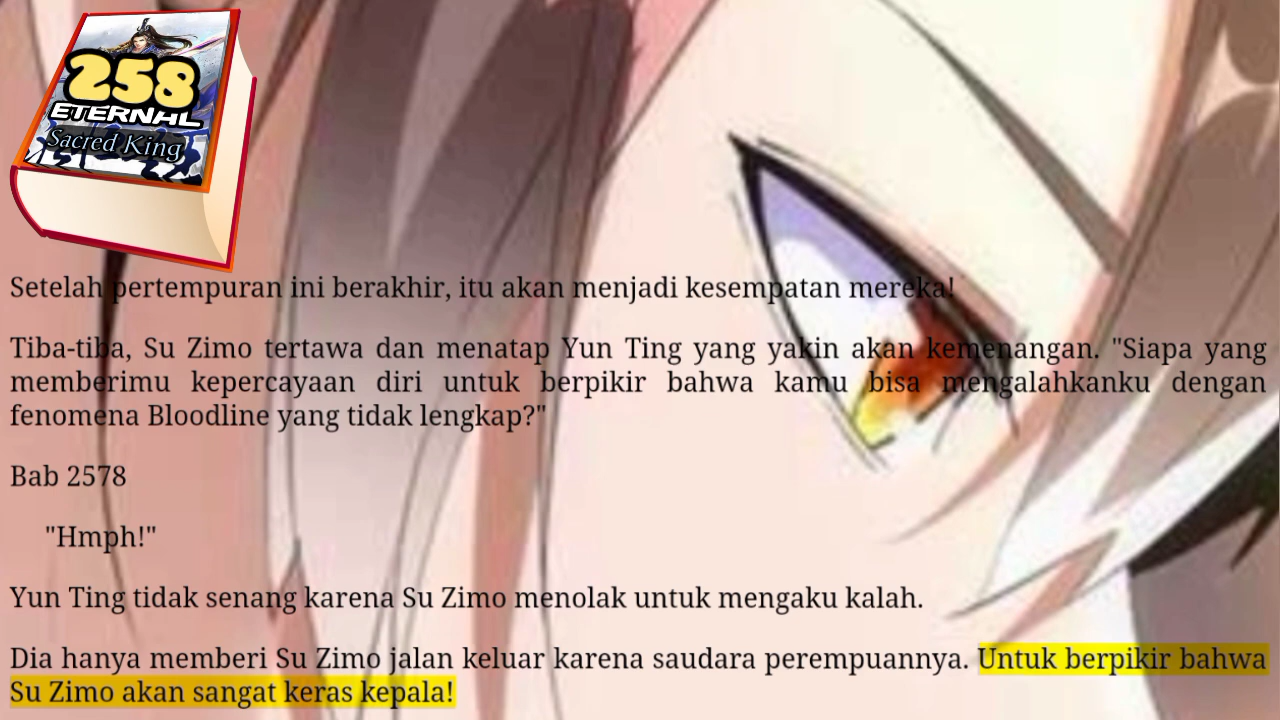 258
ETERNAL
Sacred King
Setelah pertempuran ini berakhir, itu akan menjadi kesempatan mereka!
Tiba-tiba, Su Zimo tertawa dan menatap Yun Ting yang yakin akan kemenangan. "Siapa yang
memberimu kepercayaan diri untuk berpikir bahwa kamu bisa mengalahkanku dengan
fenomena Bloodline yang tidak lengkap?"
Bab 2578
"Hmph!"
Yun Ting tidak senang karena Su Zimo menolak untuk mengaku kalah.
Dia hanya memberi Su Zimo jalan keluar karena saudara perempuannya. Untuk berpikir bahwa
Su Zimo akan sangat keras kepala!